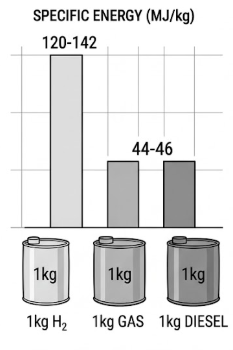 SPECIFIC ENERGY (MJ/kg)
120-142
44-46
1kg
1kg
1kg
1kg H₂
1kg GAS
1kg DIESEL